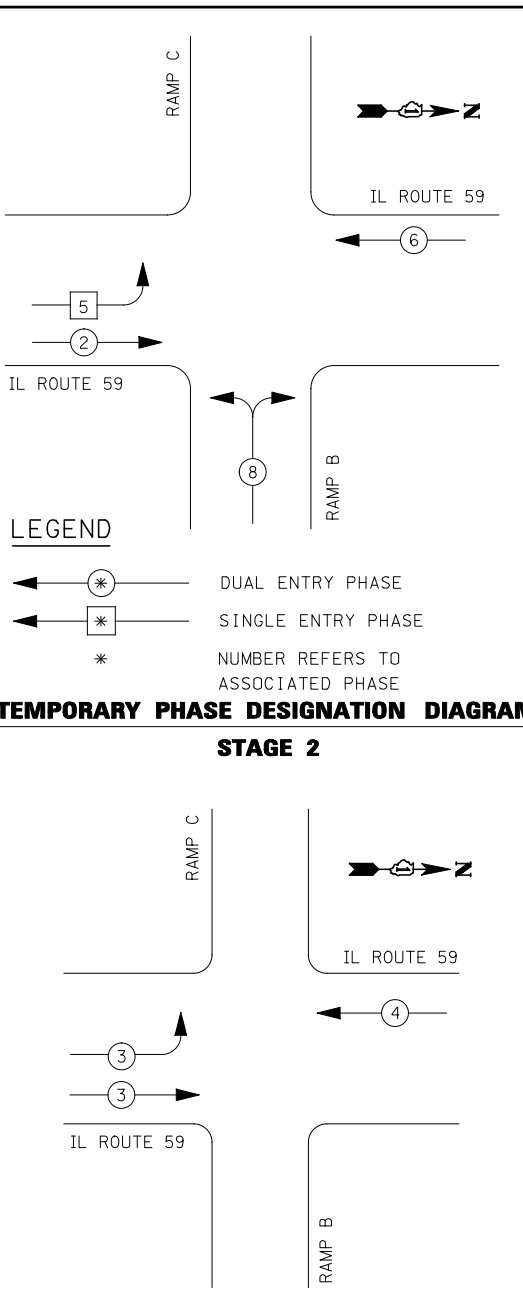 RAMP C
N
IL ROUTE 59
6
5
2
IL ROUTE 59
8
RAMP B
LEGEND
* DUAL ENTRY PHASE
* SINGLE ENTRY PHASE
* NUMBER REFERS TO
ASSOCIATED PHASE
TEMPORARY PHASE DESIGNATION DIAGRAM
STAGE 2
RAMP C
N
IL ROUTE 59
4
3
3
IL ROUTE 59
RAMP B